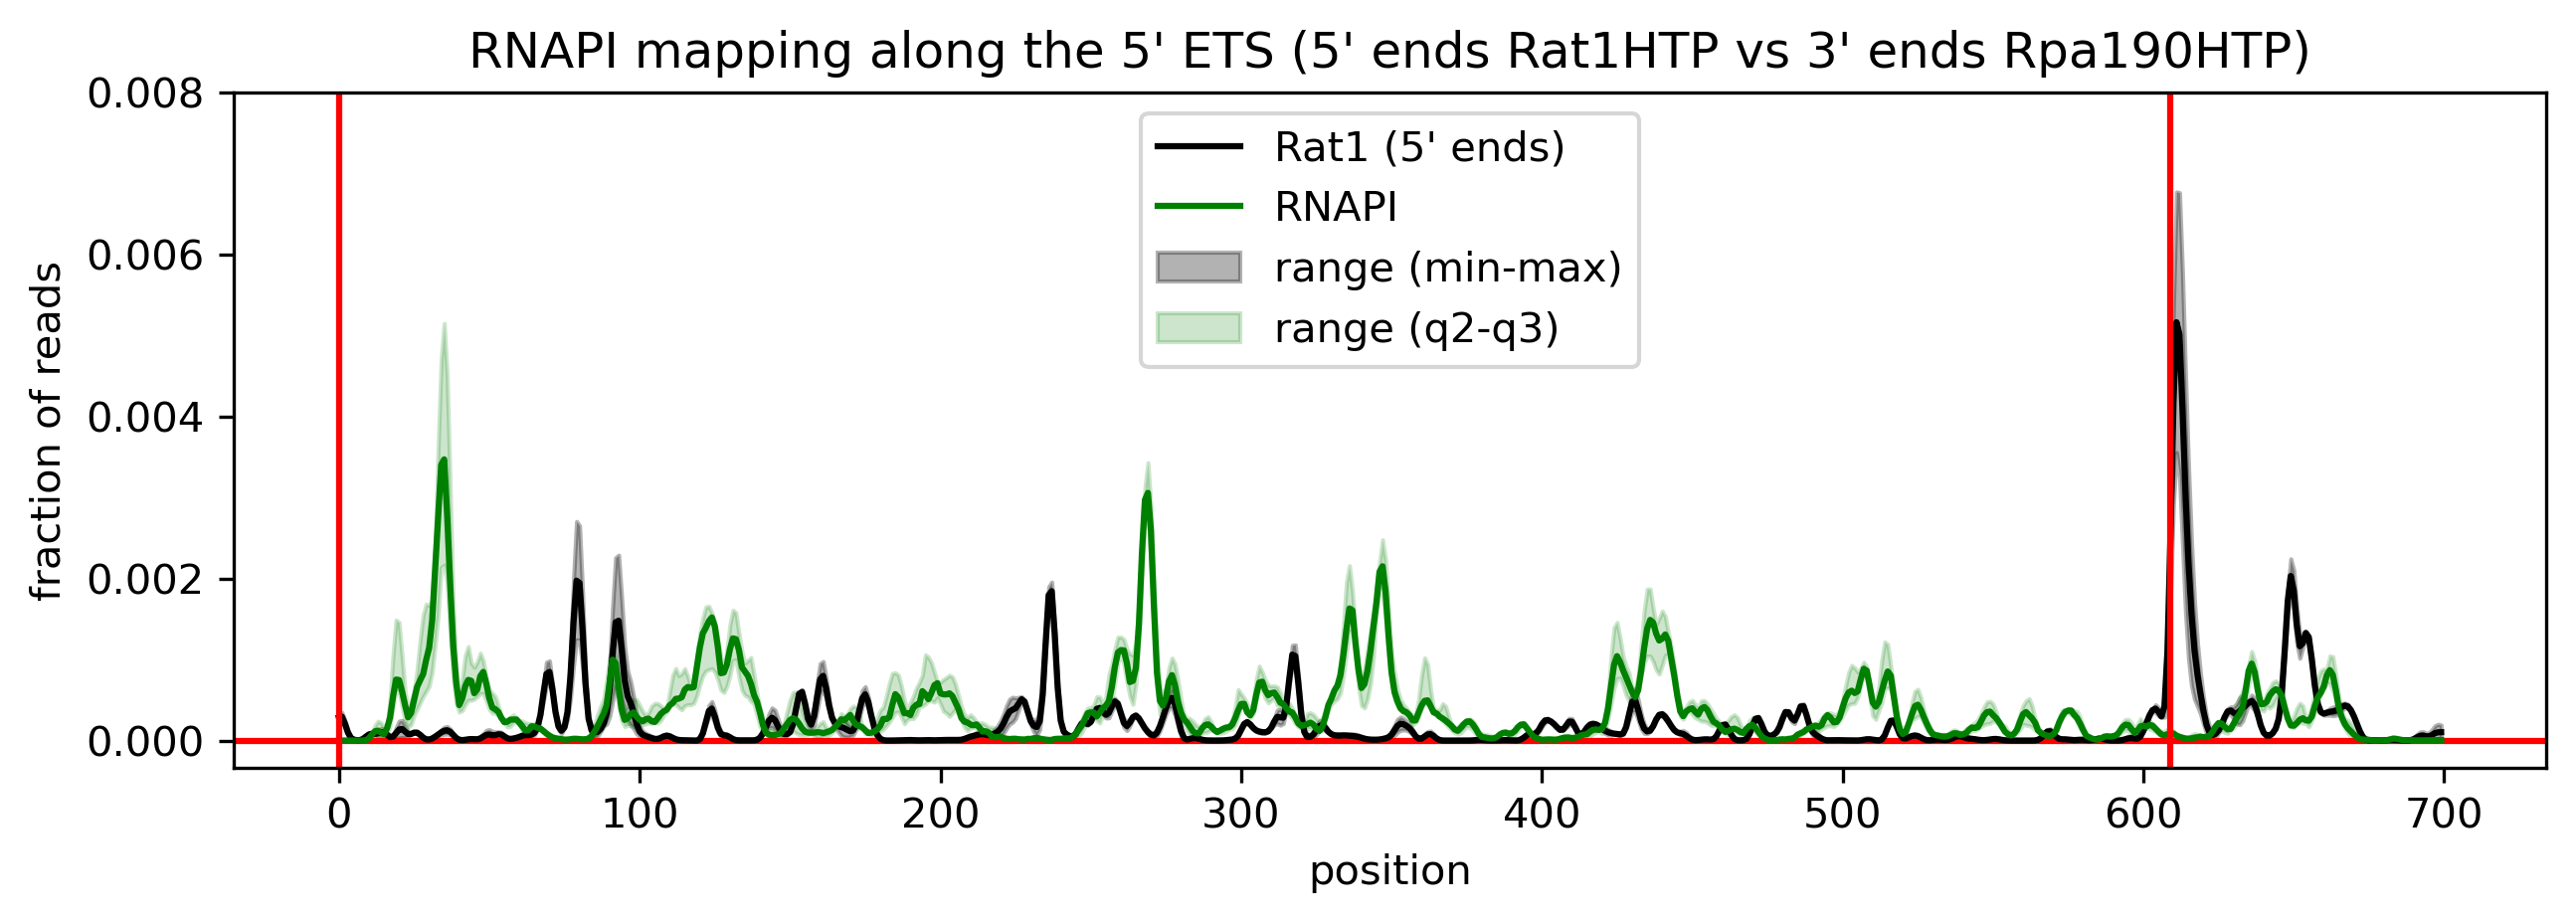 RNAPI mapping along the 5' ETS (5' ends Rat1HTP vs 3' ends Rpa190HTP)
0.008
0.006
0.004
0.002
0.000
fraction of reads
Rat1 (5' ends)
RNAPI
range (min-max)
range (q2-q3)
0 100 200 300 400 500 600 700
position